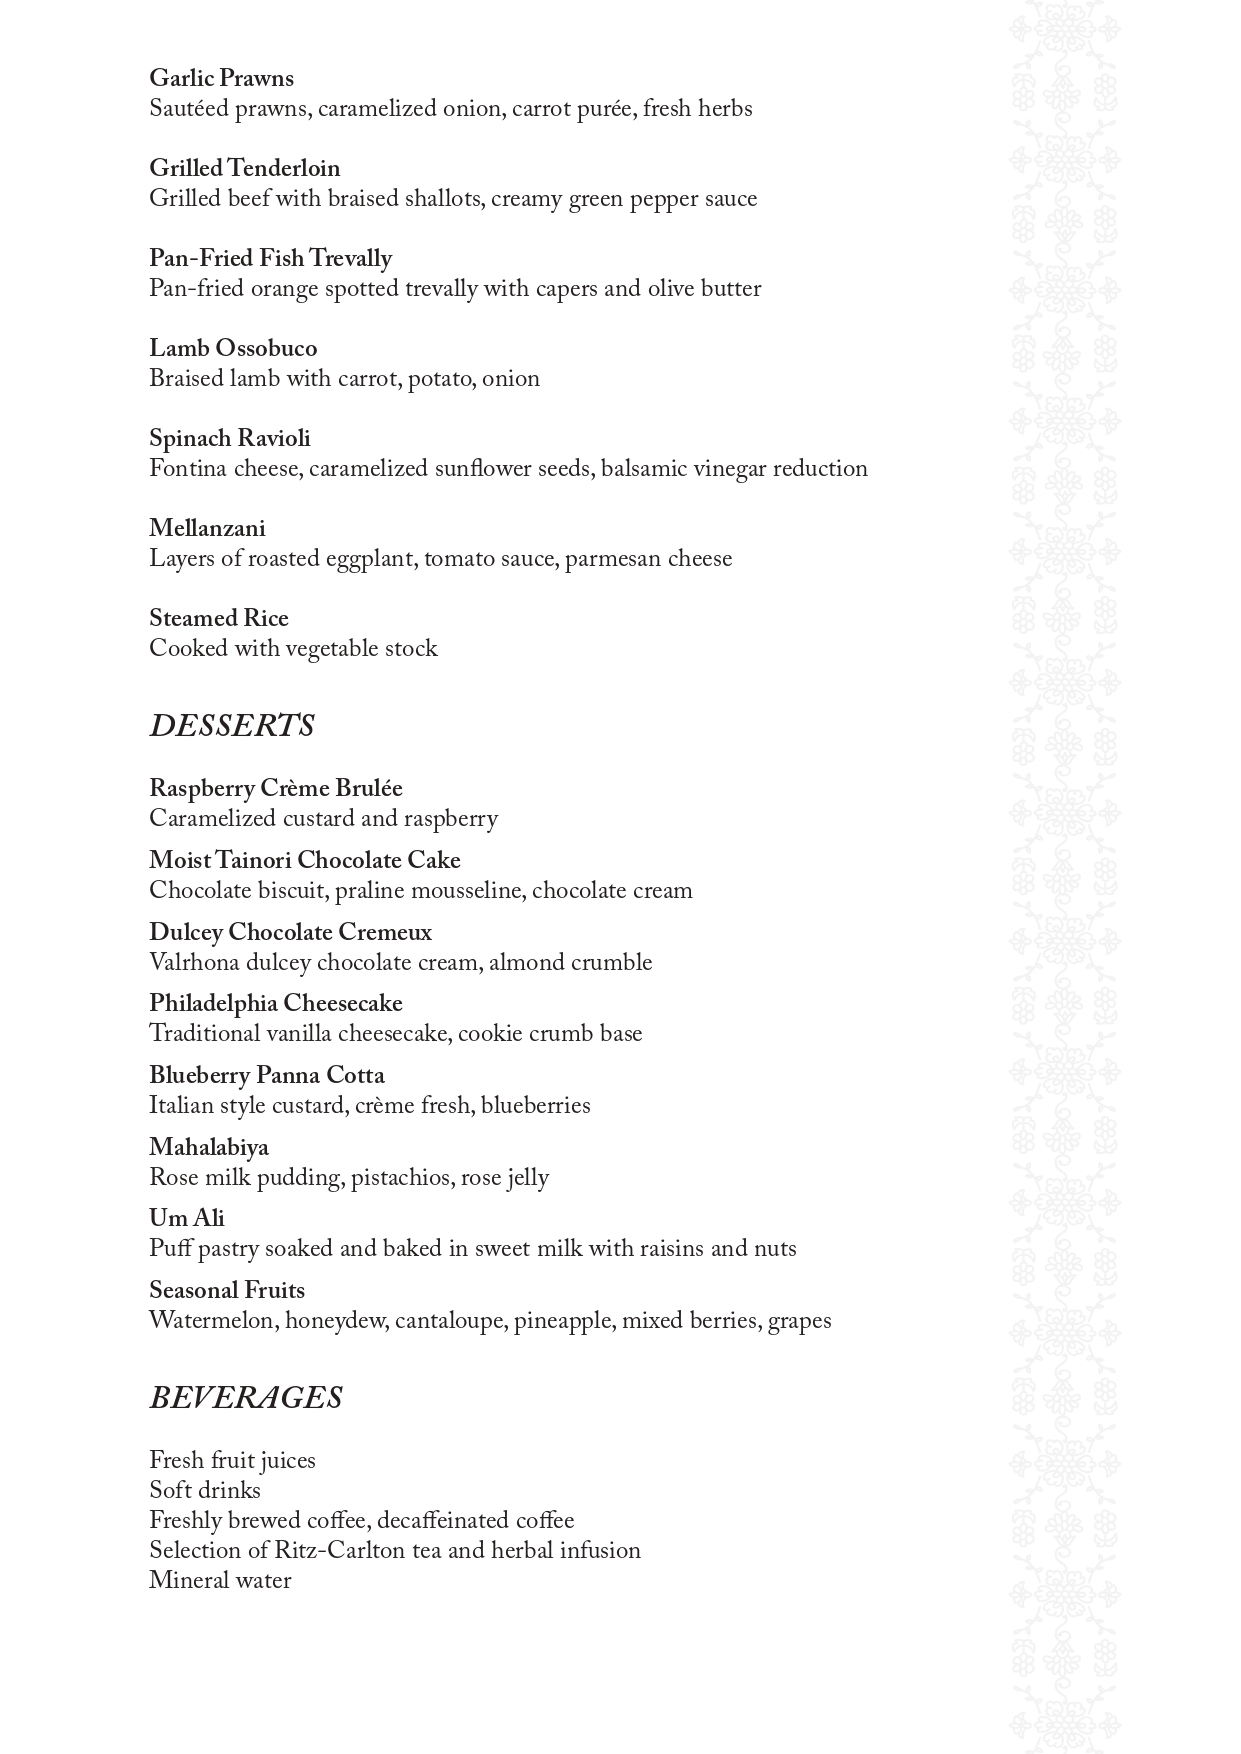 Garlic Prawns
Sautéed prawns, caramelized onion, carrot purée, fresh herbs
Grilled Tenderloin
Grilled beef with braised shallots, creamy green pepper sauce
Pan-Fried Fish Trevally
Pan-fried orange spotted trevally with capers and olive butter
Lamb Ossobuco
Braised lamb with carrot, potato, onion
Spinach Ravioli
Fontina cheese, caramelized sunflower seeds, balsamic vinegar reduction
Mellanzani
Layers of roasted eggplant, tomato sauce, parmesan cheese
Steamed Rice
Cooked with vegetable stock
DESSERTS
Raspberry Crème Brulée
Caramelized custard and raspberry
Moist Tainori Chocolate Cake
Chocolate biscuit, praline mousseline, chocolate cream
Dulcey Chocolate Cremeux
Valrhona dulcey chocolate cream, almond crumble
Philadelphia Cheesecake
Traditional vanilla cheesecake, cookie crumb base
Blueberry Panna Cotta
Italian style custard, crème fresh, blueberries
Mahalabiya
Rose milk pudding, pistachios, rose jelly
Um Ali
Puff pastry soaked and baked in sweet milk with raisins and nuts
Seasonal Fruits
Watermelon, honeydew, cantaloupe, pineapple, mixed berries, grapes
BEVERAGES
Fresh fruit juices
Soft drinks
Freshly brewed coffee, decaffeinated coffee
Selection of Ritz-Carlton tea and herbal infusion
Mineral water